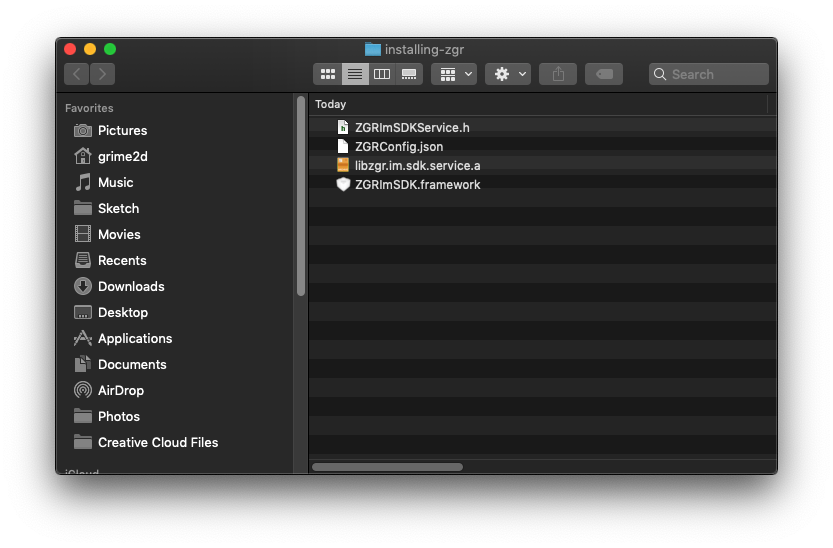 installing-zgr
Search
Favorites
Pictures
grime2d
Music
Sketch
Movies
Recents
Downloads
Desktop
Applications
Documents
AirDrop
Photos
Creative Cloud Files
iCloud
Today
ZGRImSDKService.h
ZGRConfig.json
libzgr.im.sdk.service.a
ZGRImSDK.framework